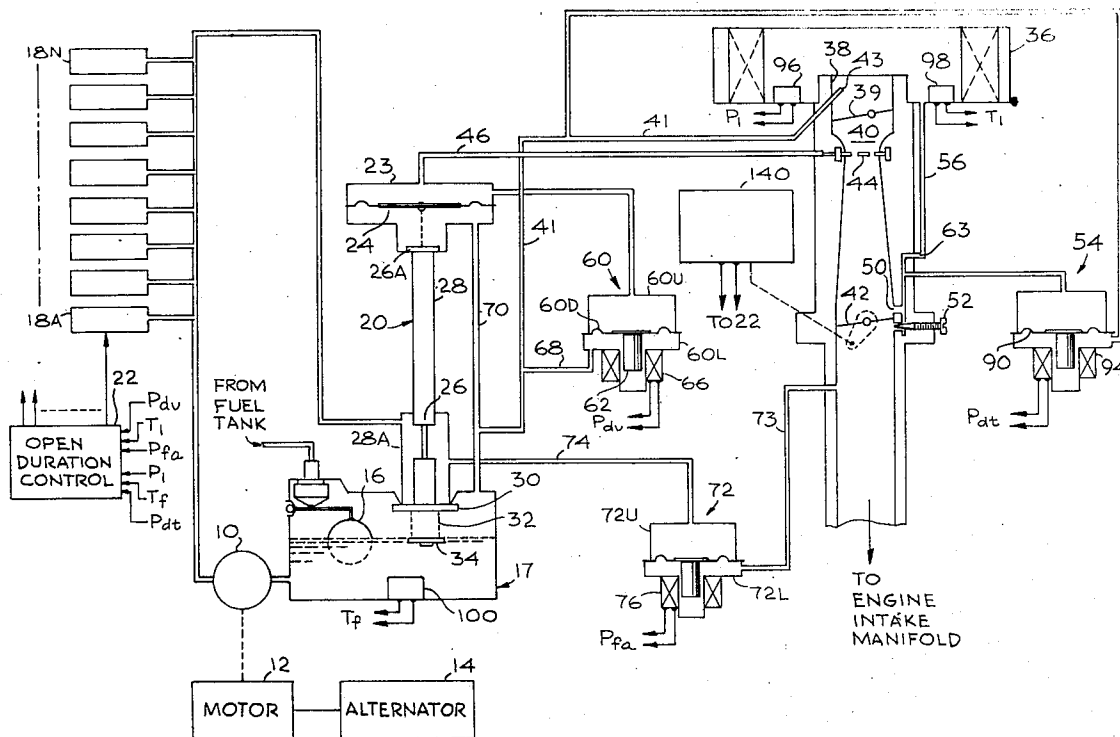 18N
18A
22
OPEN
DURATION
CONTROL
Pdv
T1
Pfa
P1
Tf
Pdt
FROM
FUEL
TANK
10
12
MOTOR
14
ALTERNATOR
16
17
100
Tf
20
23
24
26A
28
26
28A
30
32
34
46
70
41
41
74
68
60
60U
60D
60L
62
66
Pdv
72
72U
72L
76
Pfa
73
140
TO 22
36
38
43
39
40
44
96
P1
98
T1
56
63
50
52
42
54
90
94
Pdt
TO
ENGINE
INTAKE
MANIFOLD